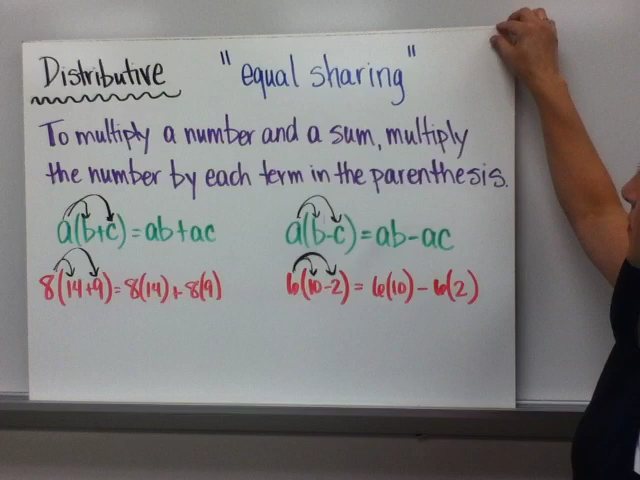 Distributive "equal sharing"
To multiply a number and a sum, multiply
the number by each term in the parenthesis.
a(b+c)=ab+ac a(b-c)=ab-ac
8(14+9)=8(14)+8(9) 6(10-2)=6(10)-6(2)